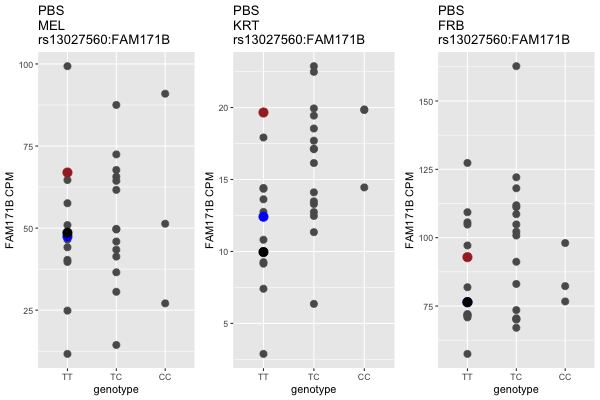 PBS
MEL
rs13027560:FAM171B
100
75
50
25
FAM171B CPM
TT
TC
CC
genotype
PBS
KRT
rs13027560:FAM171B
20
15
10
5
FAM171B CPM
TT
TC
CC
genotype
PBS
FRB
rs13027560:FAM171B
150
125
100
75
FAM171B CPM
TT
TC
CC
genotype